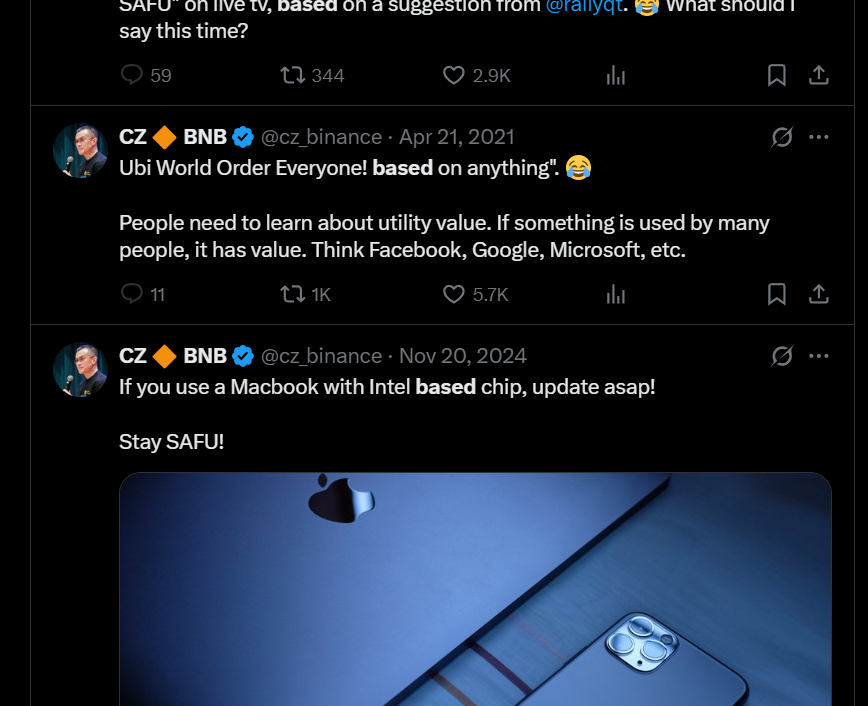 SAFU" on live tv, based on a suggestion from @rallyqt. 😂 What should I
say this time?
59 344 2.9K
CZ 🔶 BNB @cz_binance · Apr 21, 2021
Ubi World Order Everyone! based on anything". 😂
People need to learn about utility value. If something is used by many
people, it has value. Think Facebook, Google, Microsoft, etc.
11 1K 5.7K
CZ 🔶 BNB @cz_binance · Nov 20, 2024
If you use a Macbook with Intel based chip, update asap!
Stay SAFU!